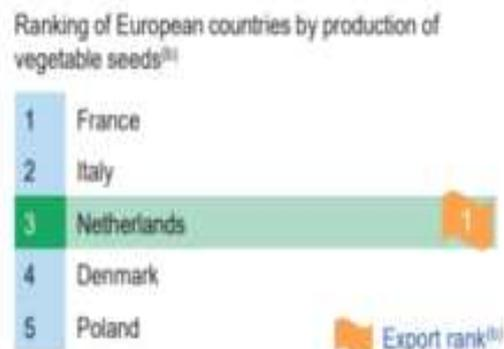 Ranking of European countries by production of
vegetable seeds(b)
1 France
2 Italy
3 Netherlands 1
4 Denmark
5 Poland
Export rank(b)